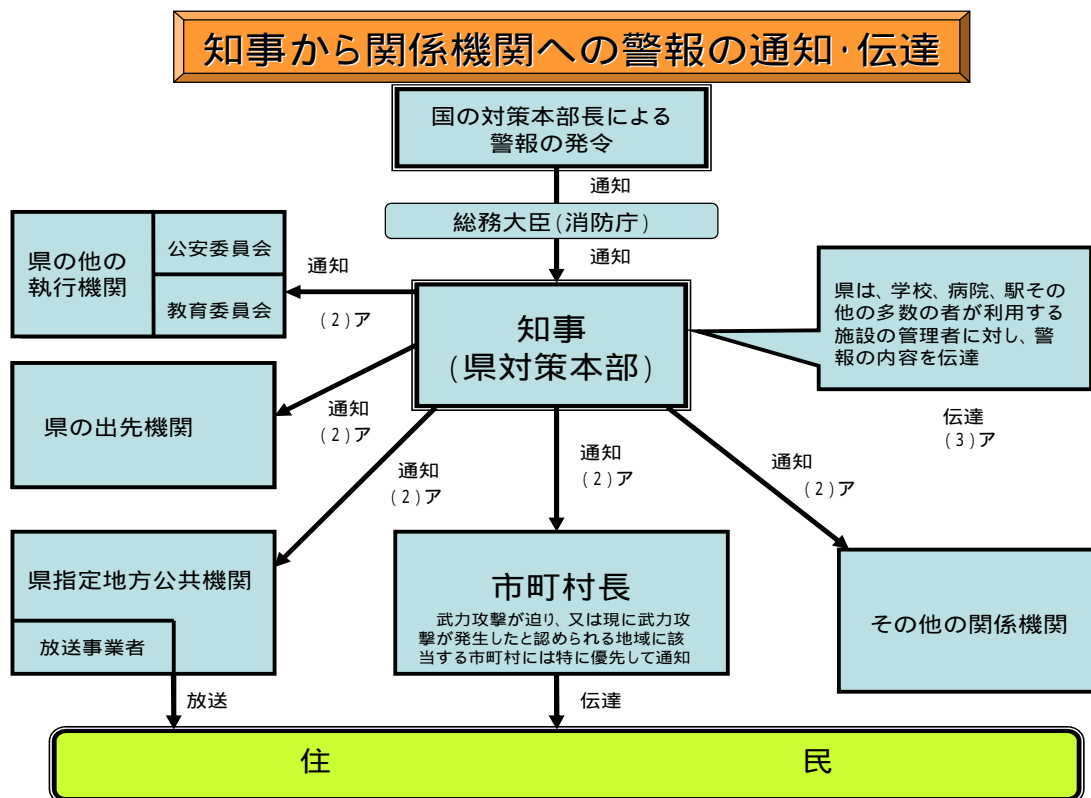 知事から関係機関への警報の通知・伝達
国の対策本部長による
警報の発令
通知
総務大臣(消防庁)
通知
県の他の
執行機関
公安委員会
教育委員会
通知
(2)ア
知事
(県対策本部)
県は、学校、病院、駅その
他の多数の者が利用する
施設の管理者に対し、警
報の内容を伝達
伝達
(3)ア
県の出先機関
通知
(2)ア
通知
(2)ア
通知
(2)ア
通知
(2)ア
県指定地方公共機関
放送事業者
市町村長
武力攻撃が迫り、又は現に武力攻
撃が発生したと認められる地域に該
当する市町村には特に優先して通知
その他の関係機関
放送
伝達
住民